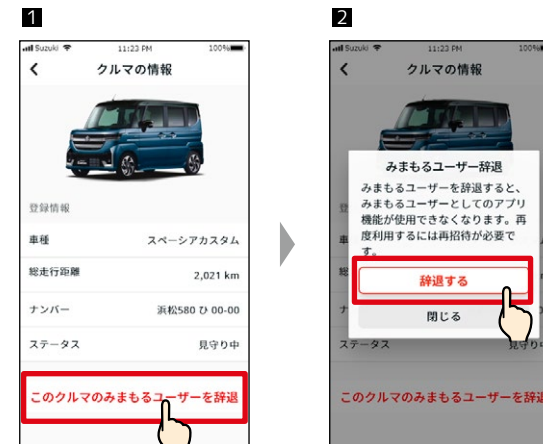 1
Suzuki 11:23 PM 100%
クルマの情報
登録情報
車種 スペーシアカスタム
総走行距離 2,021 km
ナンバー 浜松580 ひ 00-00
ステータス 見守り中
このクルマのみまもるユーザーを辞退
2
Suzuki 11:23 PM 100%
クルマの情報
みまもるユーザー辞退
みまもるユーザーを辞退すると、
みまもるユーザーとしてのアプリ
機能が使用できなくなります。再
度利用するには再招待が必要で
す。
辞退する
閉じる
ステータス 見守り中
このクルマのみまもるユーザーを辞退